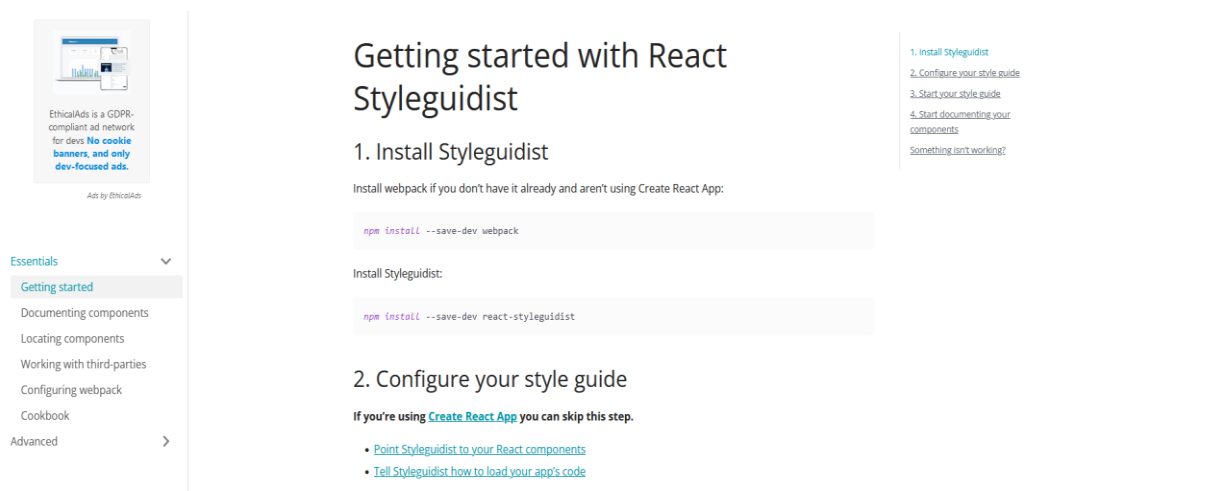 EthicalAds is a GDPR-
compliant ad network
for devs No cookie
banners, and only
dev-focused ads.
Ads by EthicalAds
Essentials
Getting started
Documenting components
Locating components
Working with third-parties
Configuring webpack
Cookbook
Advanced
Getting started with React
Styleguidist
1. Install Styleguidist
Install webpack if you don’t have it already and aren’t using Create React App:
npm install --save-dev webpack
Install Styleguidist:
npm install --save-dev react-styleguidist
2. Configure your style guide
If you’re using Create React App you can skip this step.
• Point Styleguidist to your React components
• Tell Styleguidist how to load your app’s code
1. Install Styleguidist
2. Configure your style guide
3. Start your style guide
4. Start documenting your
components
Something isn’t working?